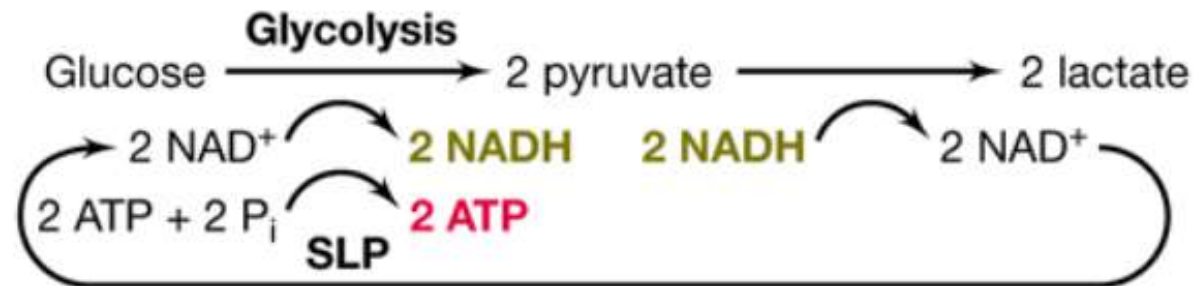 Glycolysis
Glucose 2 pyruvate 2 lactate
2 NAD⁺ 2 NADH 2 NADH 2 NAD⁺
2 ATP + 2 Pᵢ 2 ATP
SLP